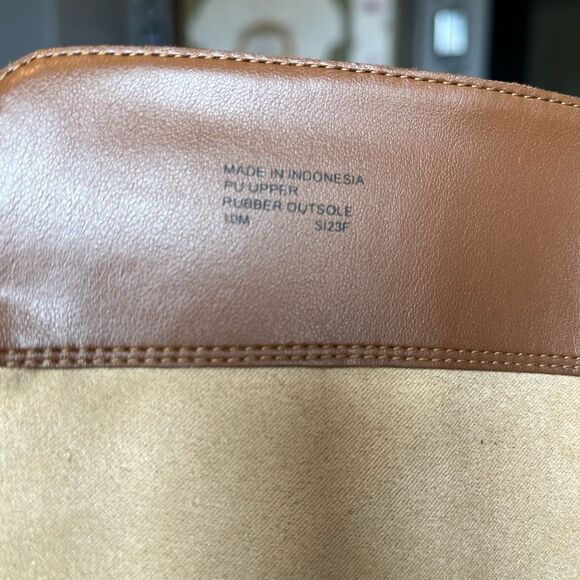 MADE IN INDONESIA
PU UPPER
RUBBER OUTSOLE
10M SI23F